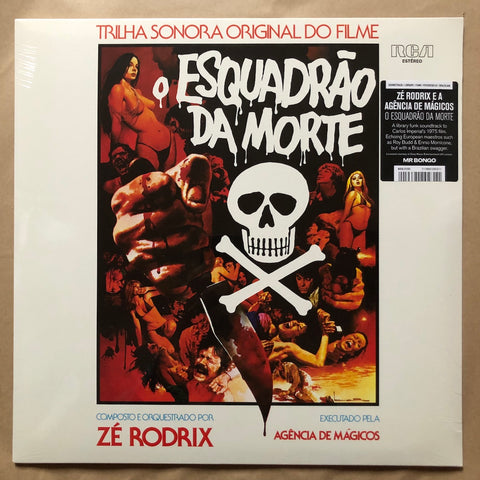 TRILHA SONORA ORIGINAL DO FILME
RCA
ESTÉREO
O ESQUADRÃO
DA MORTE
ZÉ RODRIX E A
AGÊNCIA DE MÁGICOS
O ESQUADRÃO DA MORTE
A library funk soundtrack to
Carlos Imperial's 1975 film.
Echoing European maestros such
as Roy Budd & Ennio Morricone,
but with a Brazilian swagger.
MR BONGO
COMPOSTO E ORQUESTRADO POR
ZÉ RODRIX
EXECUTADO PELA
AGÊNCIA DE MÁGICOS